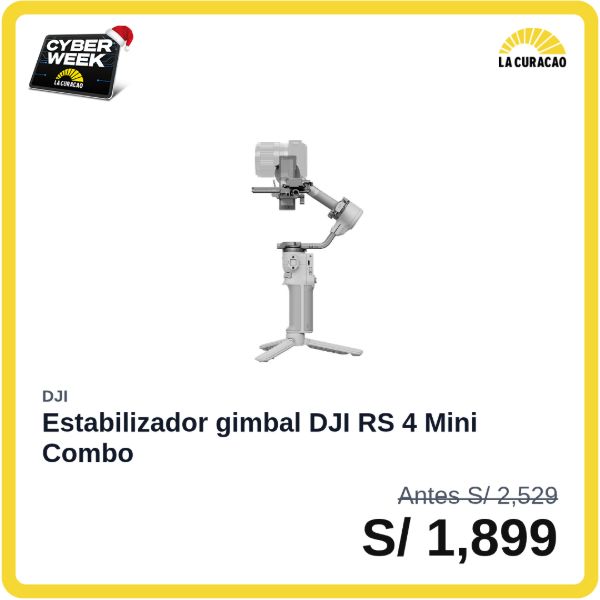 CYBER
WEEK
LA CURACAO
LA CURACAO
DJI
Estabilizador gimbal DJI RS 4 Mini
Combo
Antes S/ 2,529
S/ 1,899